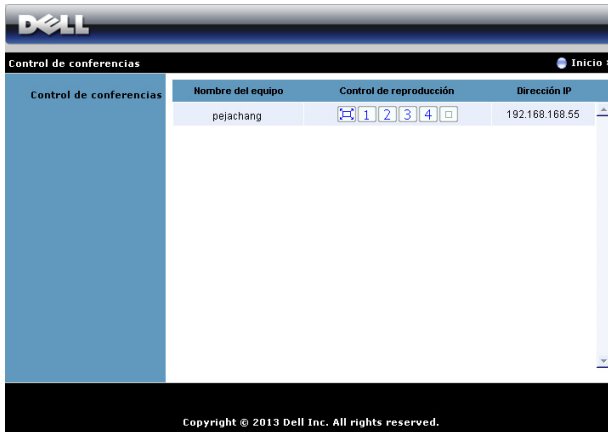 DELL
Control de conferencias
Inicio
Control de conferencias
Nombre del equipo Control de reproducción Dirección IP
pejachang 1 2 3 4 192.168.168.55
Copyright © 2013 Dell Inc. All rights reserved.